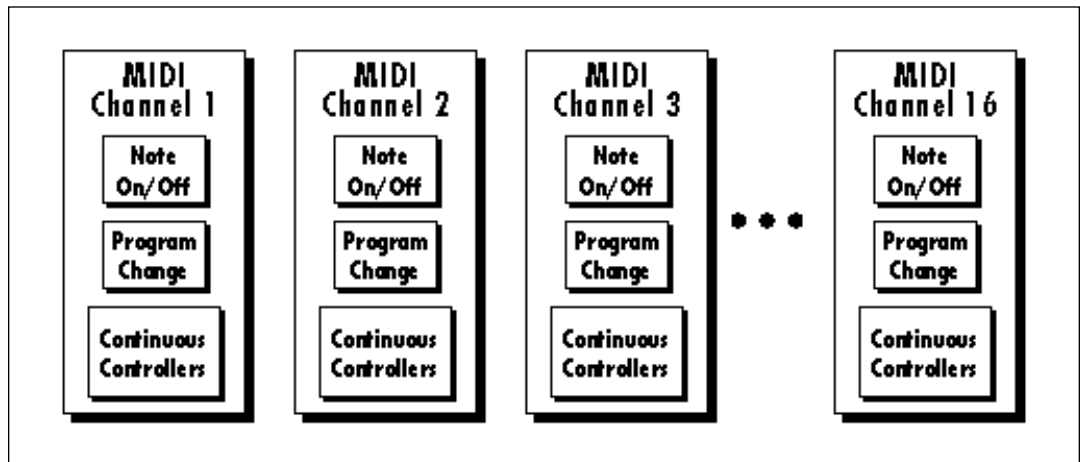 MIDI
Channel 1
Note
On/Off
Program
Change
Continuous
Controllers
MIDI
Channel 2
Note
On/Off
Program
Change
Continuous
Controllers
MIDI
Channel 3
Note
On/Off
Program
Change
Continuous
Controllers
MIDI
Channel 16
Note
On/Off
Program
Change
Continuous
Controllers